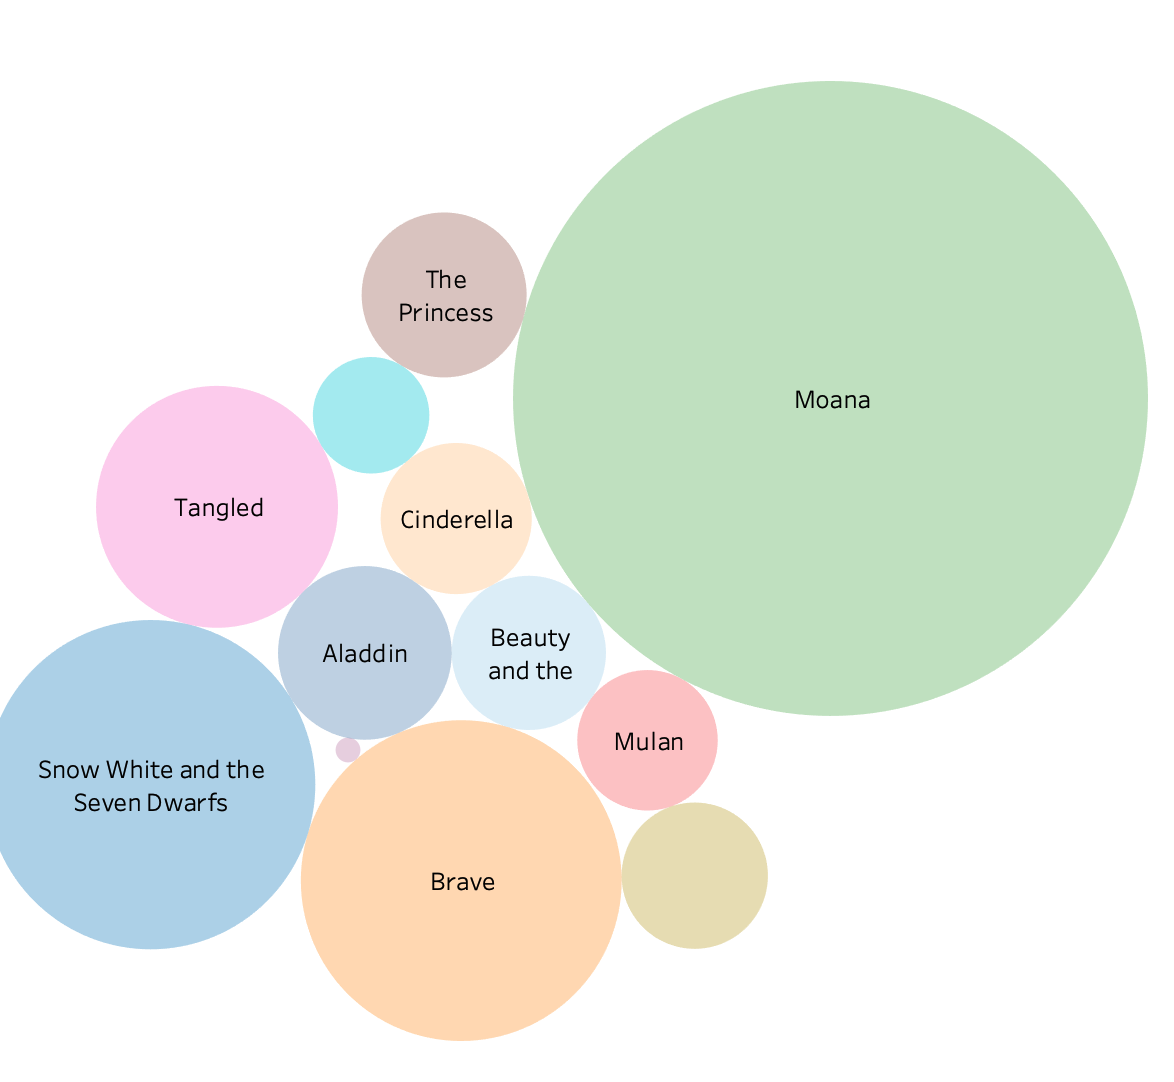 The
Princess
Moana
Tangled
Cinderella
Beauty
and the
Aladdin
Mulan
Snow White and the
Seven Dwarfs
Brave